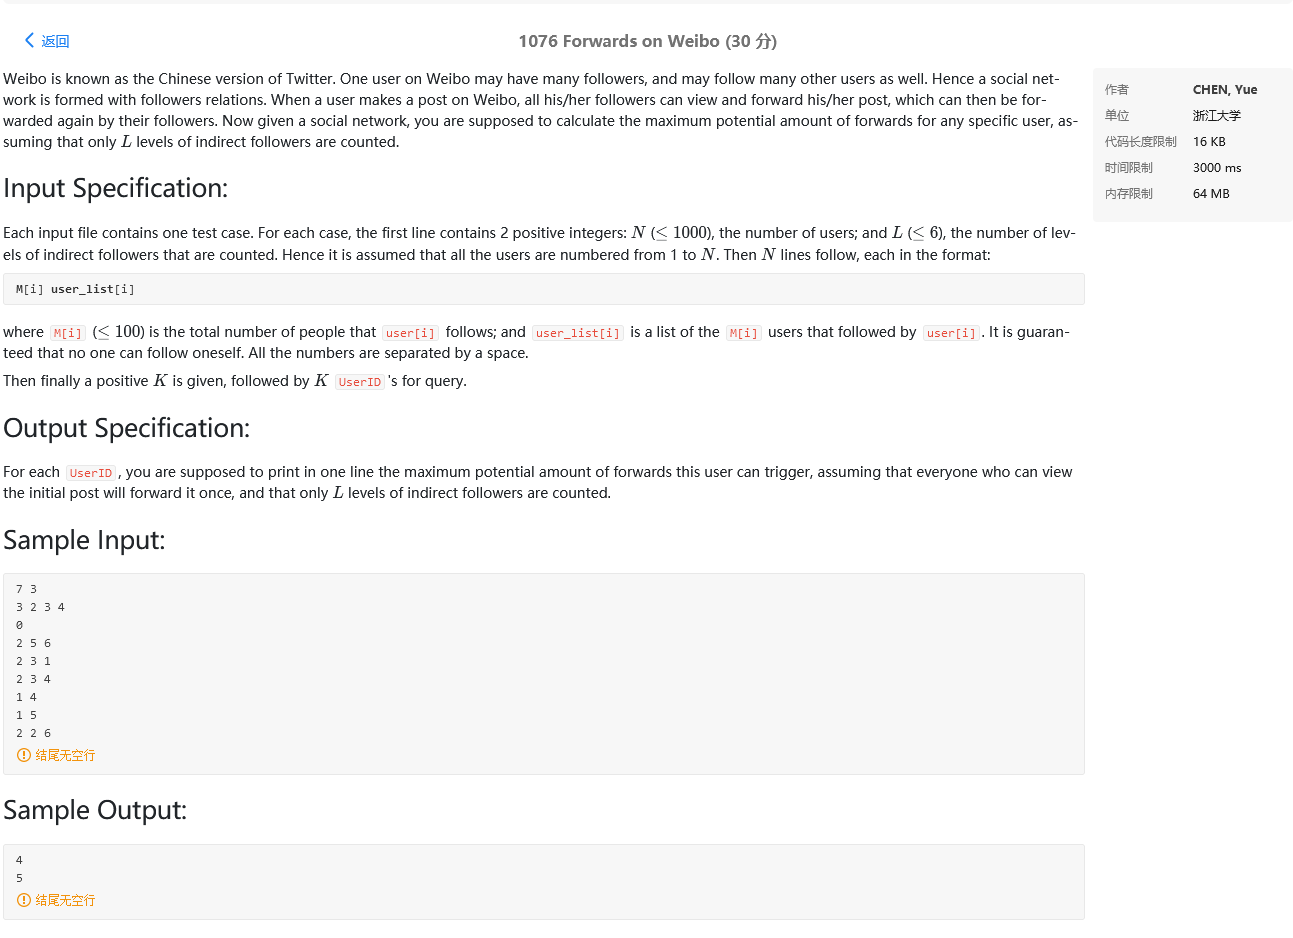 返回
1076 Forwards on Weibo (30 分)
Weibo is known as the Chinese version of Twitter. One user on Weibo may have many followers, and may follow many other users as well. Hence a social net-
work is formed with followers relations. When a user makes a post on Weibo, all his/her followers can view and forward his/her post, which can then be for-
warded again by their followers. Now given a social network, you are supposed to calculate the maximum potential amount of forwards for any specific user, as-
suming that only L levels of indirect followers are counted.
作者 CHEN, Yue
单位 浙江大学
代码长度限制 16 KB
时间限制 3000 ms
内存限制 64 MB
Input Specification:
Each input file contains one test case. For each case, the first line contains 2 positive integers: N (≤ 1000), the number of users; and L (≤ 6), the number of lev-
els of indirect followers that are counted. Hence it is assumed that all the users are numbered from 1 to N. Then N lines follow, each in the format:
M[i] user_list[i]
where M[i] (≤ 100) is the total number of people that user[i] follows; and user_list[i] is a list of the M[i] users that followed by user[i]. It is guaran-
teed that no one can follow oneself. All the numbers are separated by a space.
Then finally a positive K is given, followed by K UserID 's for query.
Output Specification:
For each UserID, you are supposed to print in one line the maximum potential amount of forwards this user can trigger, assuming that everyone who can view
the initial post will forward it once, and that only L levels of indirect followers are counted.
Sample Input:
7 3
3 2 3 4
0
2 5 6
2 3 1
2 3 4
1 4
1 5
2 2 6
结尾无空行
Sample Output:
4
5
结尾无空行